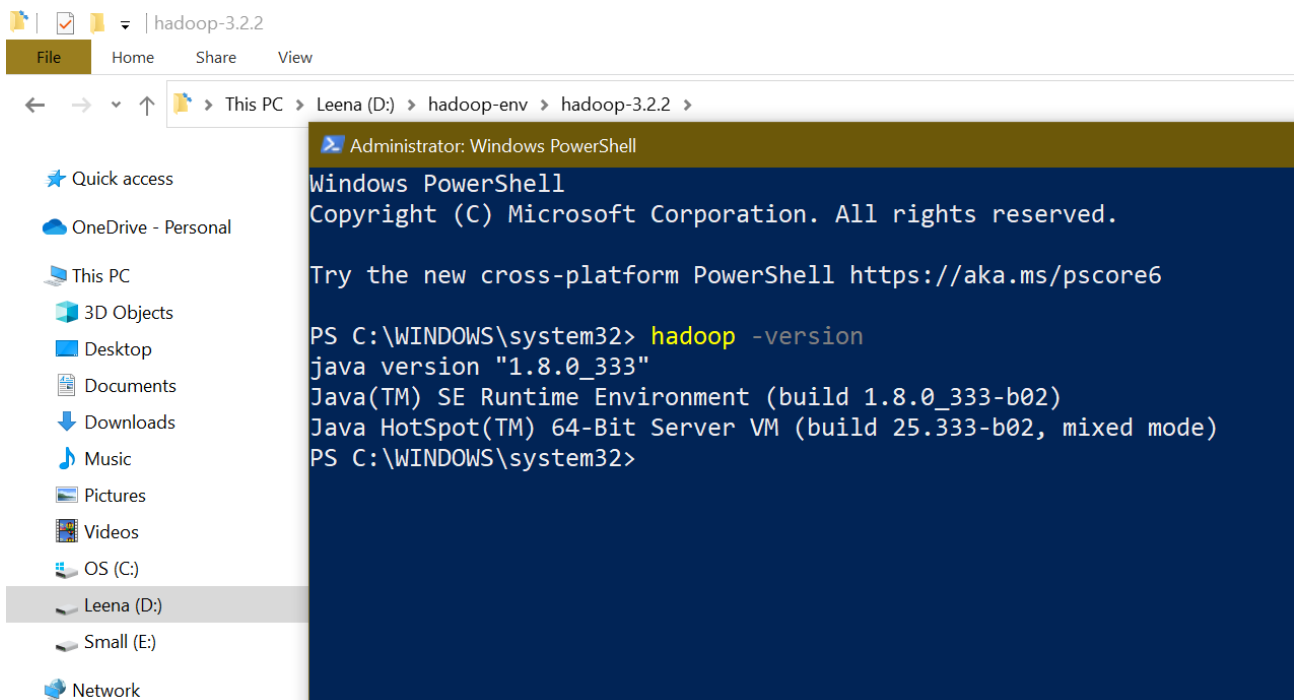 hadoop-3.2.2
File Home Share View
This PC > Leena (D:) > hadoop-env > hadoop-3.2.2 >
Administrator: Windows PowerShell
Quick access
OneDrive - Personal
This PC
3D Objects
Desktop
Documents
Downloads
Music
Pictures
Videos
OS (C:)
Leena (D:)
Small (E:)
Network
Windows PowerShell
Copyright (C) Microsoft Corporation. All rights reserved.
Try the new cross-platform PowerShell https://aka.ms/pscore6
PS C:\WINDOWS\system32> hadoop -version
java version "1.8.0_333"
Java(TM) SE Runtime Environment (build 1.8.0_333-b02)
Java HotSpot(TM) 64-Bit Server VM (build 25.333-b02, mixed mode)
PS C:\WINDOWS\system32>